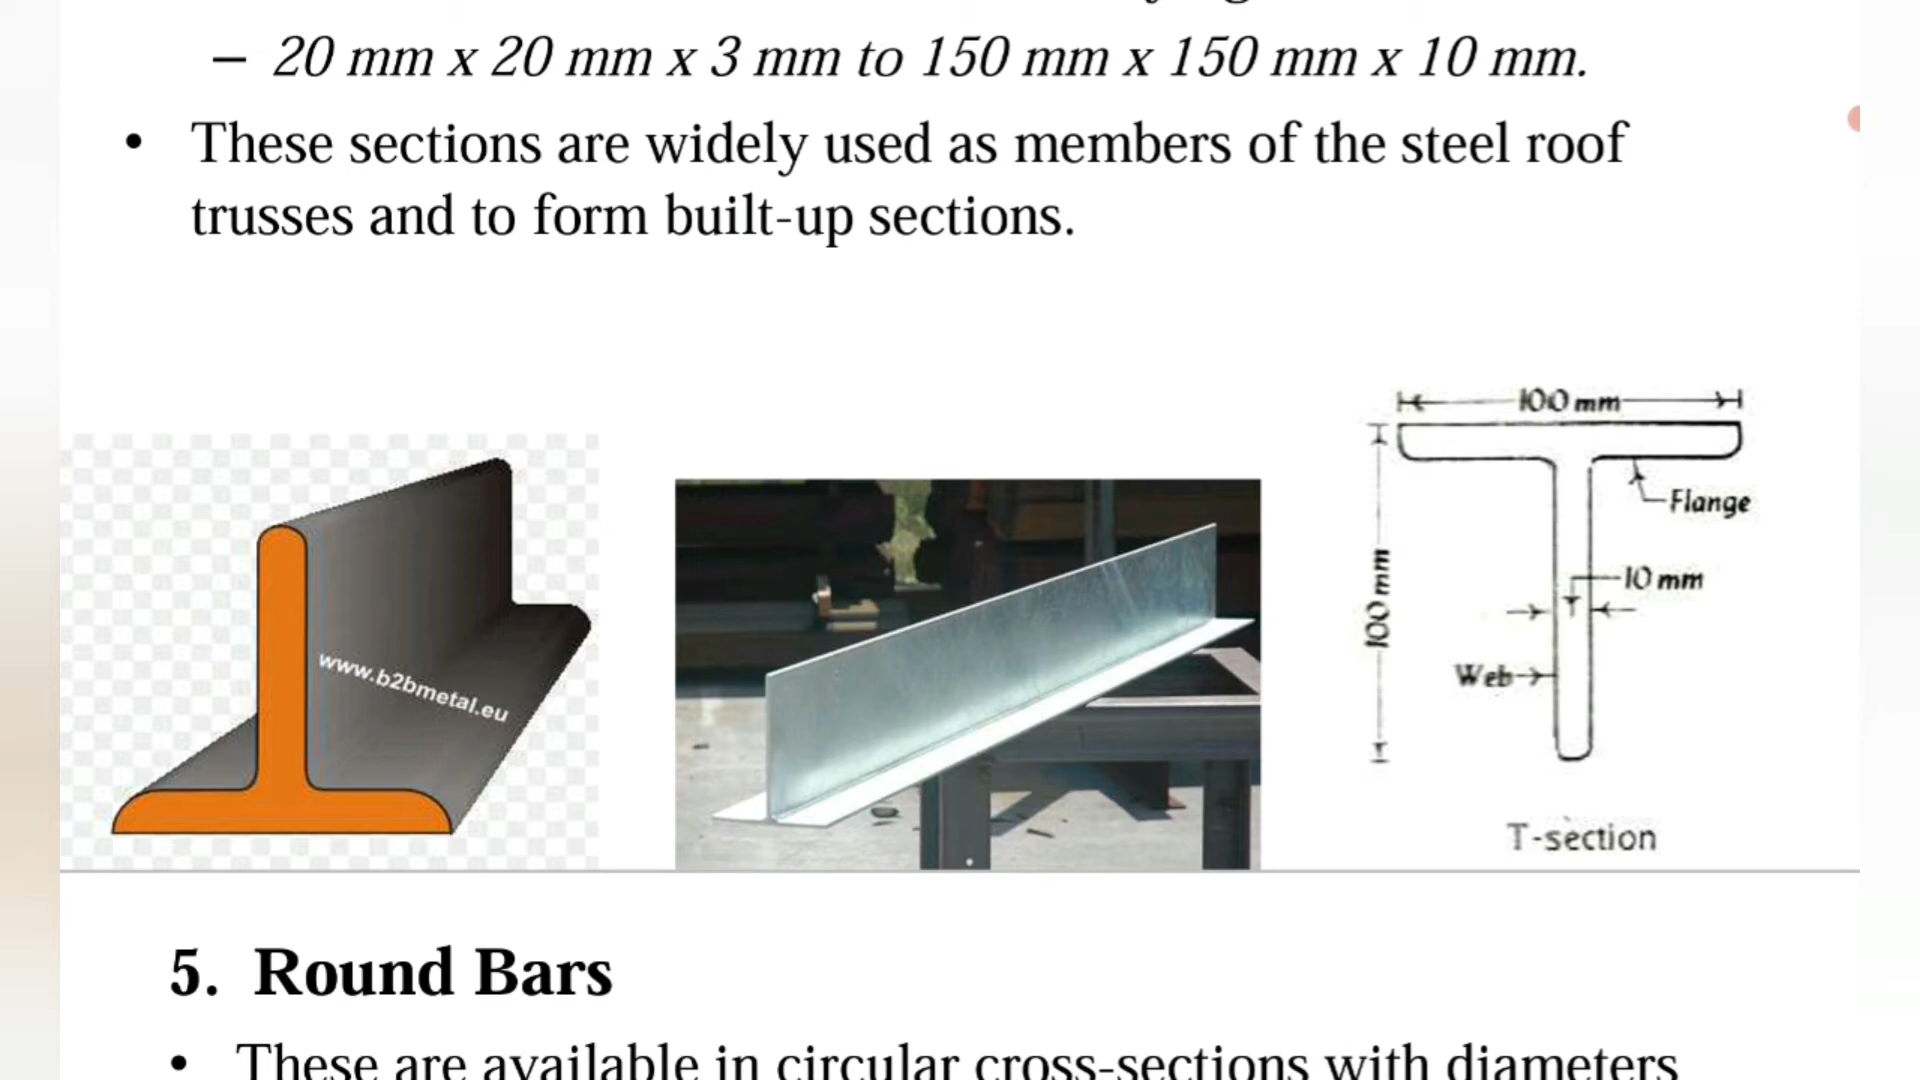 – 20 mm x 20 mm x 3 mm to 150 mm x 150 mm x 10 mm.
• These sections are widely used as members of the steel roof
trusses and to form built-up sections.
www.b2bmetal.eu
100 mm
Flange
100 mm
10 mm
Web
T-section
5. Round Bars
• These are available in circular cross-sections with diameters